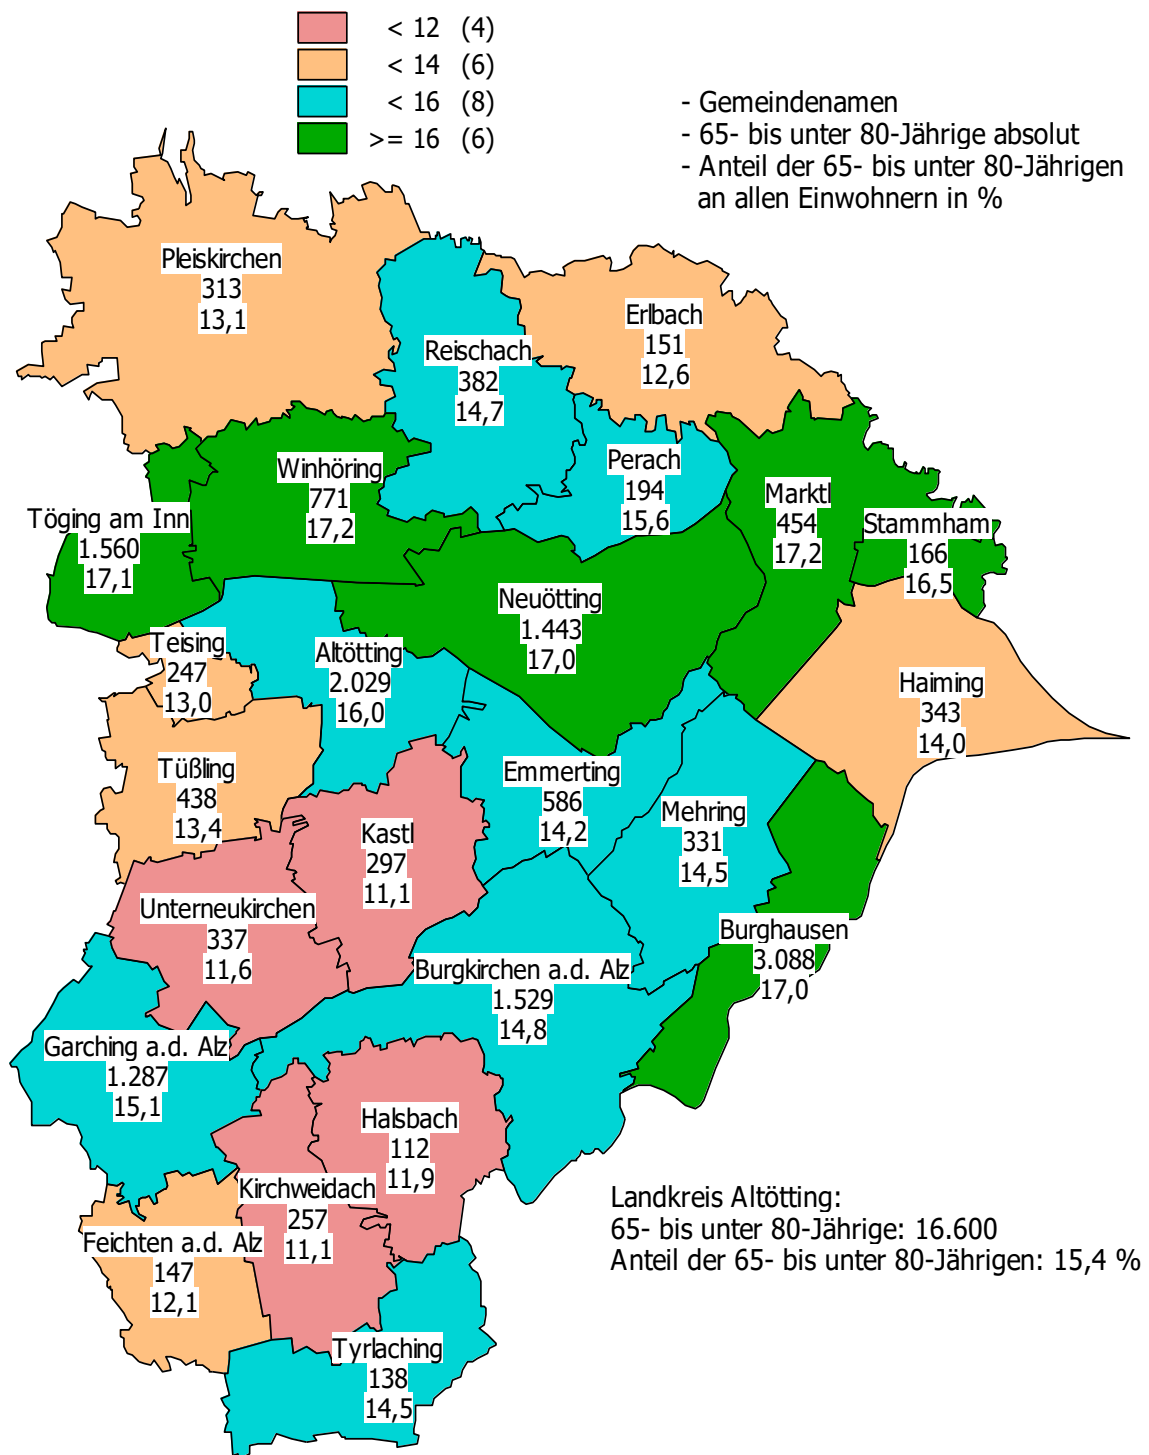 < 12 (4)
< 14 (6)
< 16 (8)
>= 16 (6)
- Gemeindenamen
- 65- bis unter 80-Jährige absolut
- Anteil der 65- bis unter 80-Jährigen
an allen Einwohnern in %
Pleiskirchen
313
13,1
Erlbach
151
12,6
Reischach
382
14,7
Winhöring
771
17,2
Perach
194
15,6
Marktl
454
17,2
Töging am Inn
1.560
17,1
Stammham
166
16,5
Neuötting
1.443
17,0
Teising
247
13,0
Altötting
2.029
16,0
Haiming
343
14,0
Tüßling
438
13,4
Emmerting
586
14,2
Mehring
331
14,5
Kastl
297
11,1
Unterneukirchen
337
11,6
Burghausen
3.088
17,0
Burgkirchen a.d. Alz
1.529
14,8
Garching a.d. Alz
1.287
15,1
Halsbach
112
11,9
Kirchweidach
257
11,1
Feichten a.d. Alz
147
12,1
Tyrlaching
138
14,5
Landkreis Altötting:
65- bis unter 80-Jährige: 16.600
Anteil der 65- bis unter 80-Jährigen: 15,4 %